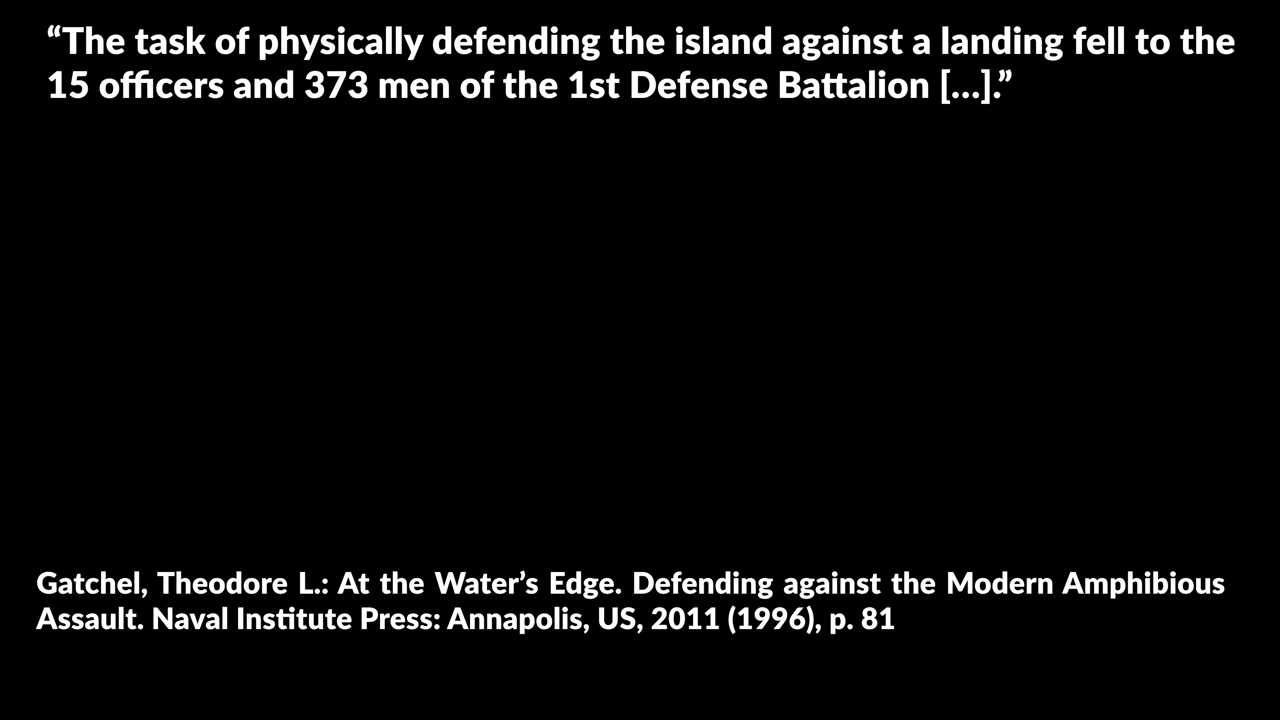 “The task of physically defending the island against a landing fell to the
15 officers and 373 men of the 1st Defense Battalion [...].”
Gatchel, Theodore L.: At the Water’s Edge. Defending against the Modern Amphibious
Assault. Naval Institute Press: Annapolis, US, 2011 (1996), p. 81